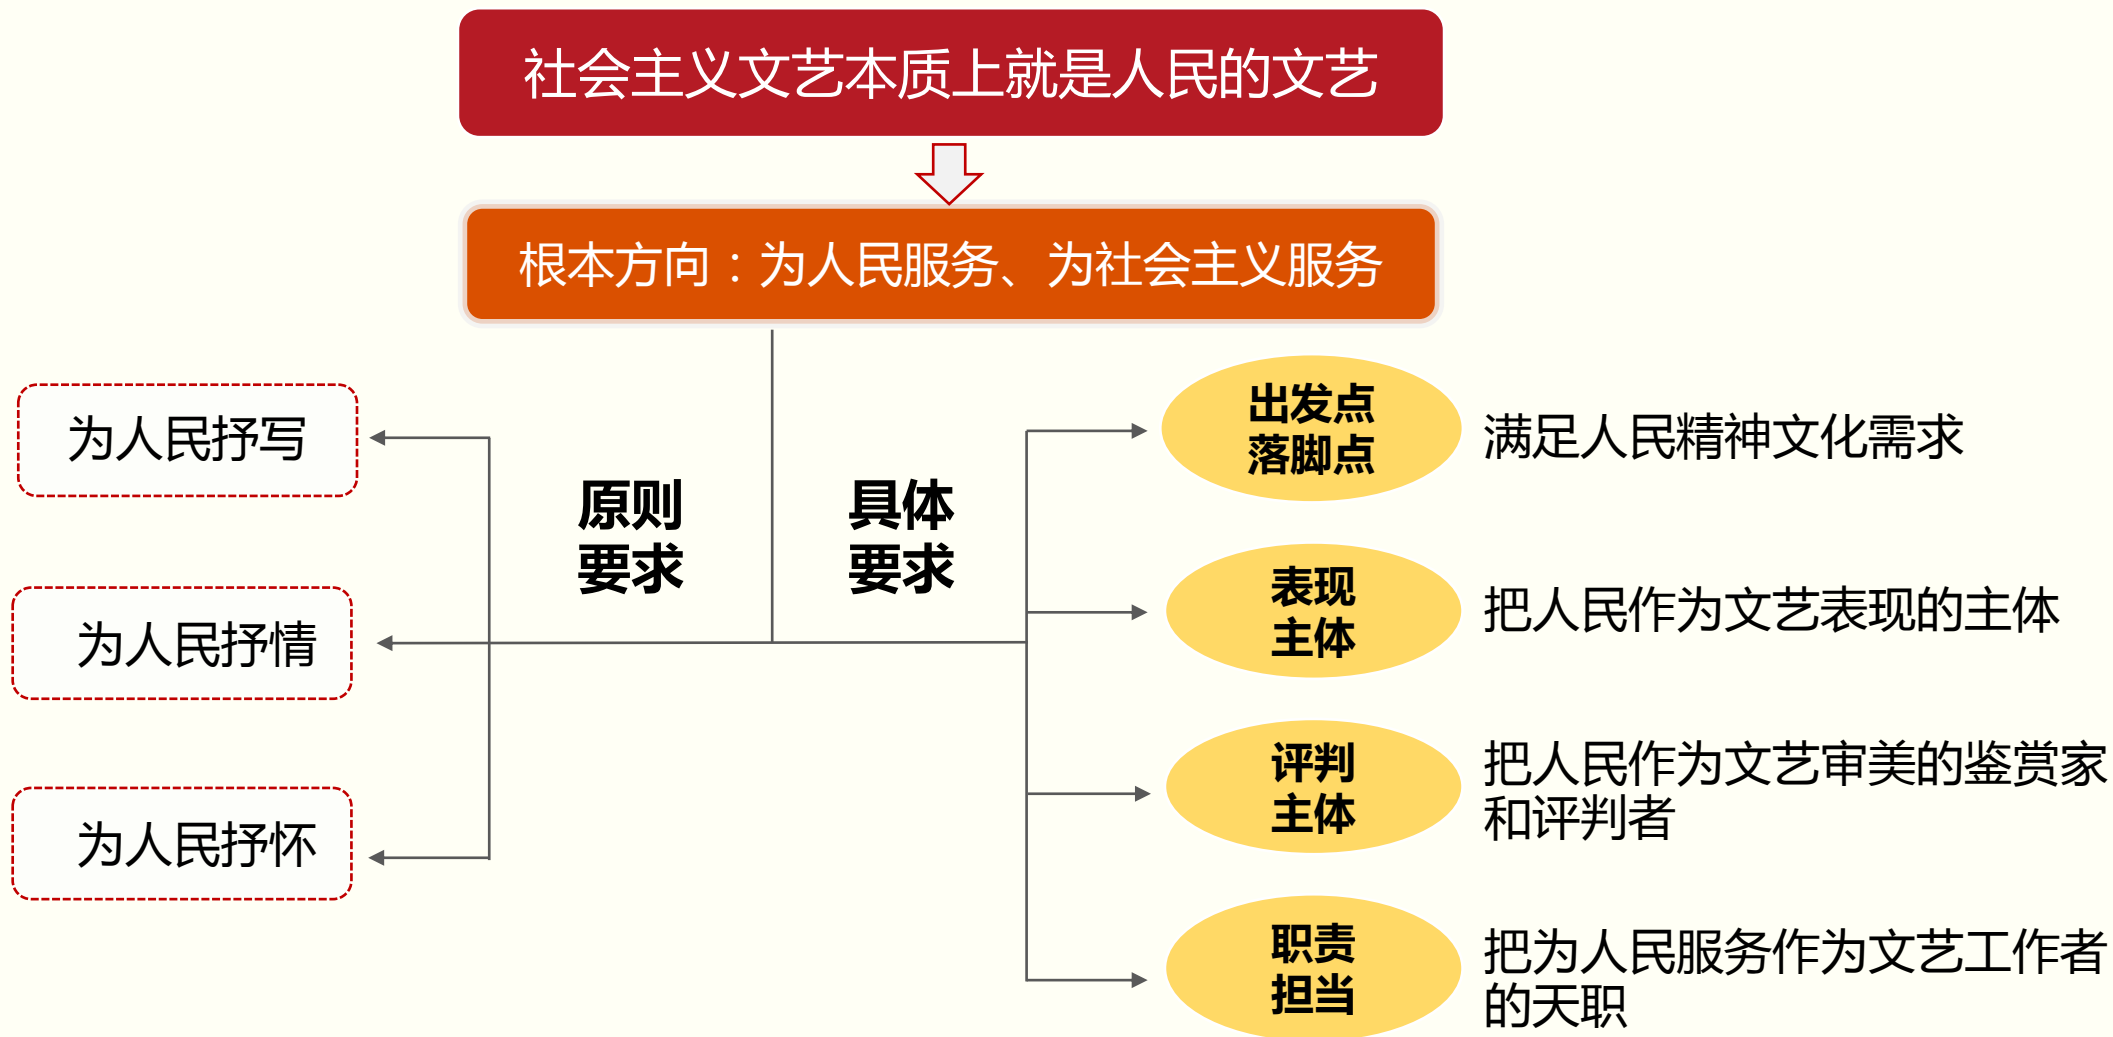 社会主义文艺本质上就是人民的文艺
根本方向：为人民服务、为社会主义服务
为人民抒写
为人民抒情
为人民抒怀
原则
要求
具体
要求
出发点
落脚点
满足人民精神文化需求
表现
主体
把人民作为文艺表现的主体
评判
主体
把人民作为文艺审美的鉴赏家
和评判者
职责
担当
把为人民服务作为文艺工作者
的天职